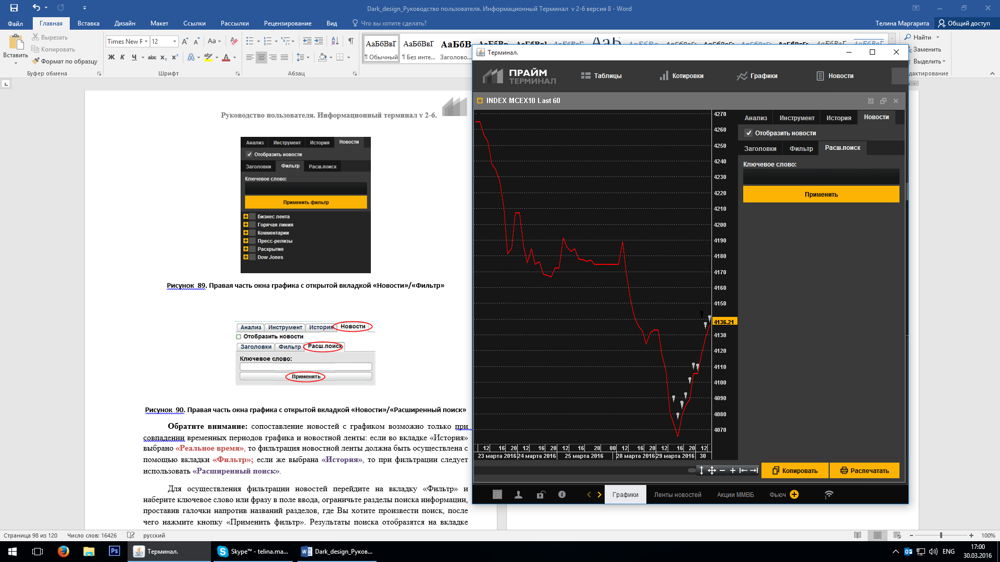 Dark_design_Руководство пользователя. Информационный Терминал v 2-6 версия 8 - Word
Файл Главная Вставка Дизайн Макет Ссылки Рассылки Рецензирование Вид Что вы хотите сделать? Телина Маргарита Общий доступ
Вставить
Вырезать
Копировать
Формат по образцу
Буфер обмена
Times New R 12
Ж К Ч abc x₂ x²
Шрифт
Абзац
АаБбВвГ АаБбВвГ АаБбВ
¶ Обычный ¶ Без инте... Заголово...
Найти
Заменить
Выделить
Руководство пользователя. Информационный терминал v 2-6.
Анализ Инструмент История Новости
Отобразить новости
Заголовки Фильтр Расш.поиск
Ключевое слово:
Применить фильтр
Бизнес лента
Горячая линия
Комментарии
Пресс-релизы
Раскрытие
Dow Jones
Рисунок 89. Правая часть окна графика с открытой вкладкой «Новости»/«Фильтр»
Анализ Инструмент История Новости
Отобразить новости
Заголовки Фильтр Расш.поиск
Ключевое слово:
Применить
Рисунок 90. Правая часть окна графика с открытой вкладкой «Новости»/«Расширенный поиск»
Обратите внимание: сопоставление новостей с графиком возможно только при
совпадении временных периодов графика и новостной ленты: если во вкладке «История»
выбрано «Реальное время», то фильтрация новостной ленты должна быть осуществлена с
помощью вкладки «Фильтр»; если же выбрана «История», то при фильтрации следует
использовать «Расширенный поиск».
Для осуществления фильтрации новостей перейдите на вкладку «Фильтр» и
наберите ключевое слово или фразу в поле ввода, ограничьте разделы поиска информации,
проставив галочки напротив названий разделов, где Вы хотите произвести поиск, после
чего нажмите кнопку «Применить фильтр». Результаты поиска отобразятся на вкладке
Терминал.
ПРАЙМ
ТЕРМИНАЛ
Таблицы Котировки Графики Новости
INDEX MCEX10 Last 60
4270
4260
4250
4240
4230
4220
4210
4200
4190
4180
4170
4160
4150
4136.21
4130
4120
4110
4100
4090
4080
4070
12 16 20 12 16 20 12 16 20 00 12 16 20 12 16 20 12
23 марта 2016 24 марта 2016 25 марта 2016 28 марта 2016 29 марта 2016 30
Анализ Инструмент История Новости
Отобразить новости
Заголовки Фильтр Расш.поиск
Ключевое слово:
Применить
Копировать Распечатать
Графики Ленты новостей Акции ММВБ Фьюч
Страница 98 из 120 Число слов: 16426 русский 100%
Терминал. Skype™ - telina.ma... Dark_design_Руков... ENG
17:00
30.03.2016